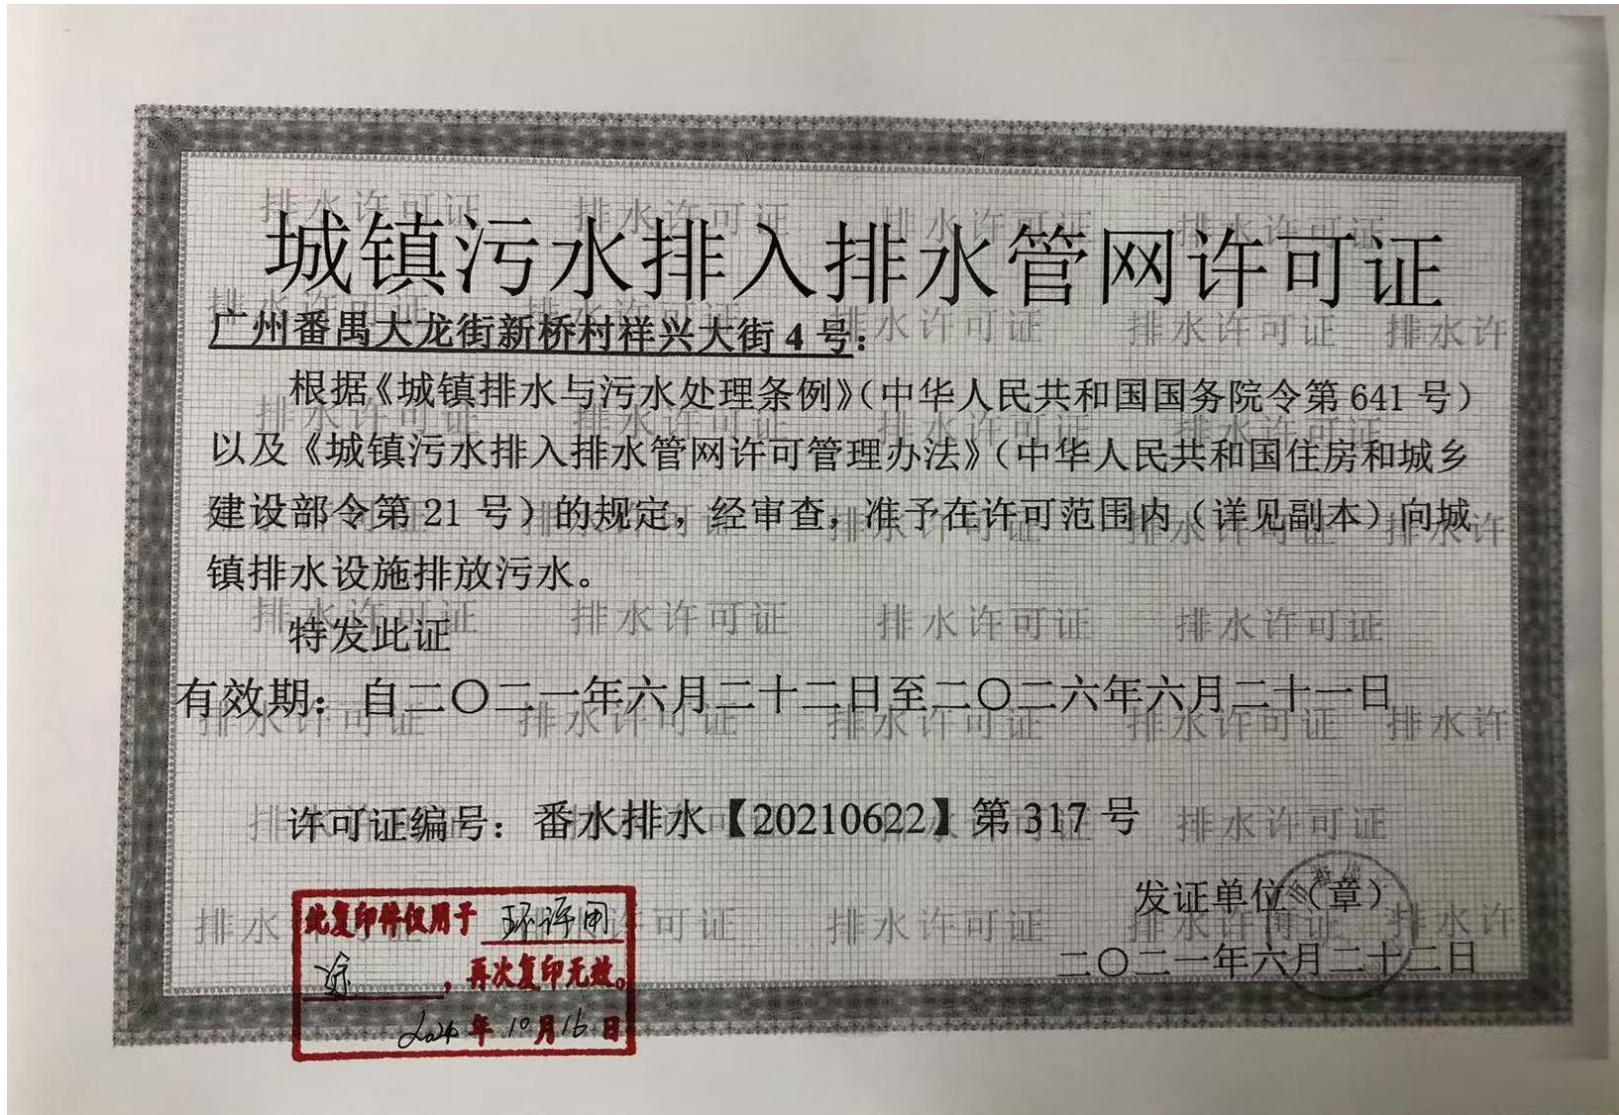 城镇污水排入排水管网许可证
广州番禺大龙街新桥村祥兴大街4号:
根据《城镇排水与污水处理条例》(中华人民共和国国务院令第641号)
以及《城镇污水排入排水管网许可管理办法》(中华人民共和国住房和城乡
建设部令第21号)的规定,经审查,准予在许可范围内(详见副本)向城
镇排水设施排放污水。
特发此证
有效期:自二〇二一年六月二十二日至二〇二六年六月二十一日
许可证编号:番水排水【20210622】第317号
发证单位(章)
二〇二一年六月二十二日
此复印件仅用于 环评用
途,再次复印无效。
2024年10月16日